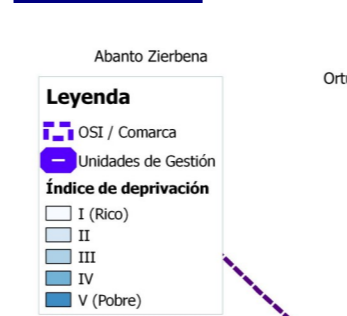 Abanto Zierbena
Ort
Leyenda
OSI / Comarca
Unidades de Gestión
Índice de deprivación
I (Rico)
II
III
IV
V (Pobre)